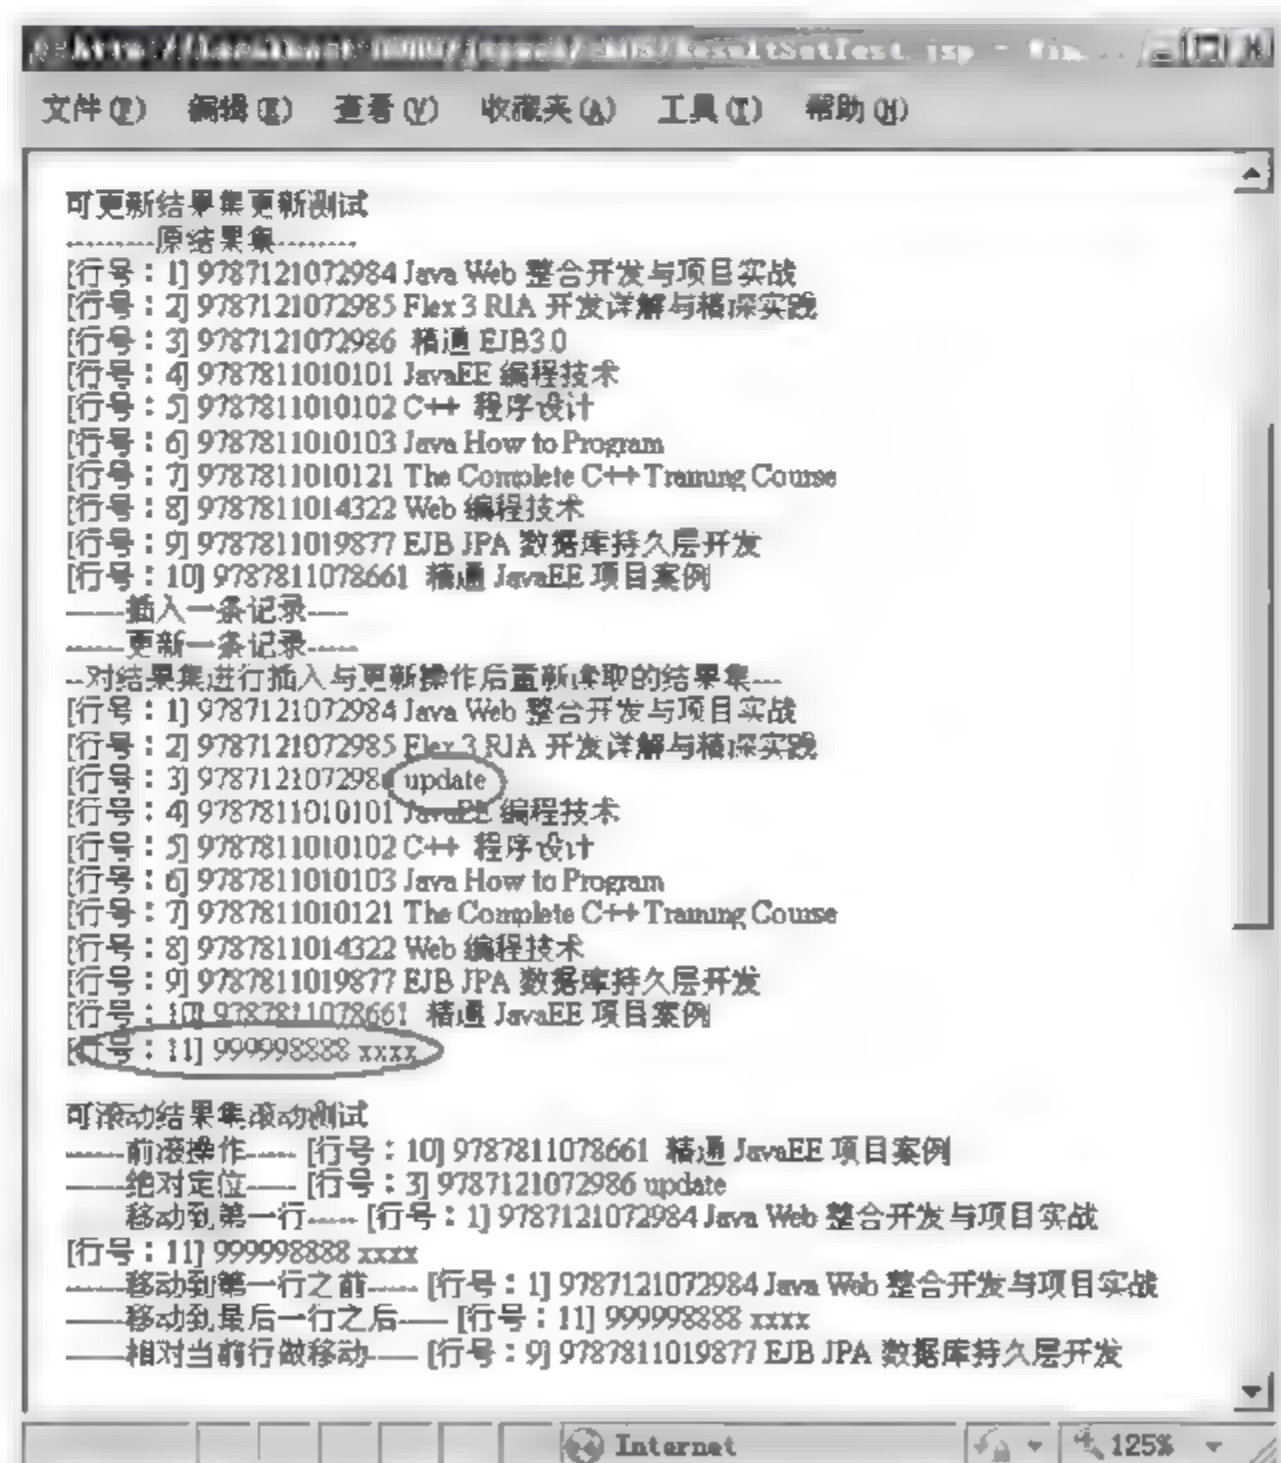 ResultSetTest.jsp - Win...
文件(F) 编辑(E) 查看(V) 收藏夹(A) 工具(T) 帮助(H)
可更新结果集更新测试
---------原结果集--------
[行号：1] 9787121072984 Java Web 整合开发与项目实战
[行号：2] 9787121072985 Flex 3 RIA 开发详解与精深实践
[行号：3] 9787121072986 精通 EJB3.0
[行号：4] 9787811010101 JavaEE 编程技术
[行号：5] 9787811010102 C++ 程序设计
[行号：6] 9787811010103 Java How to Program
[行号：7] 9787811010121 The Complete C++ Training Course
[行号：8] 9787811014322 Web 编程技术
[行号：9] 9787811019877 EJB JPA 数据库持久层开发
[行号：10] 9787811078661 精通 JavaEE 项目案例
------插入一条记录----
------更新一条记录-----
--对结果集进行插入与更新操作后重新读取的结果集---
[行号：1] 9787121072984 Java Web 整合开发与项目实战
[行号：2] 9787121072985 Flex 3 RIA 开发详解与精深实践
[行号：3] 9787121072986 update
[行号：4] 9787811010101 JavaEE 编程技术
[行号：5] 9787811010102 C++ 程序设计
[行号：6] 9787811010103 Java How to Program
[行号：7] 9787811010121 The Complete C++ Training Course
[行号：8] 9787811014322 Web 编程技术
[行号：9] 9787811019877 EJB JPA 数据库持久层开发
[行号：10] 9787811078661 精通 JavaEE 项目案例
[行号：11] 999998888 xxxx
可滚动结果集滚动测试
------前滚操作----- [行号：10] 9787811078661 精通 JavaEE 项目案例
------绝对定位----- [行号：3] 9787121072986 update
移动到第一行----- [行号：1] 9787121072984 Java Web 整合开发与项目实战
[行号：11] 999998888 xxxx
------移动到第一行之前----- [行号：1] 9787121072984 Java Web 整合开发与项目实战
------移动到最后一行之后----- [行号：11] 999998888 xxxx
------相对当前行做移动----- [行号：9] 9787811019877 EJB JPA 数据库持久层开发
Internet 125%